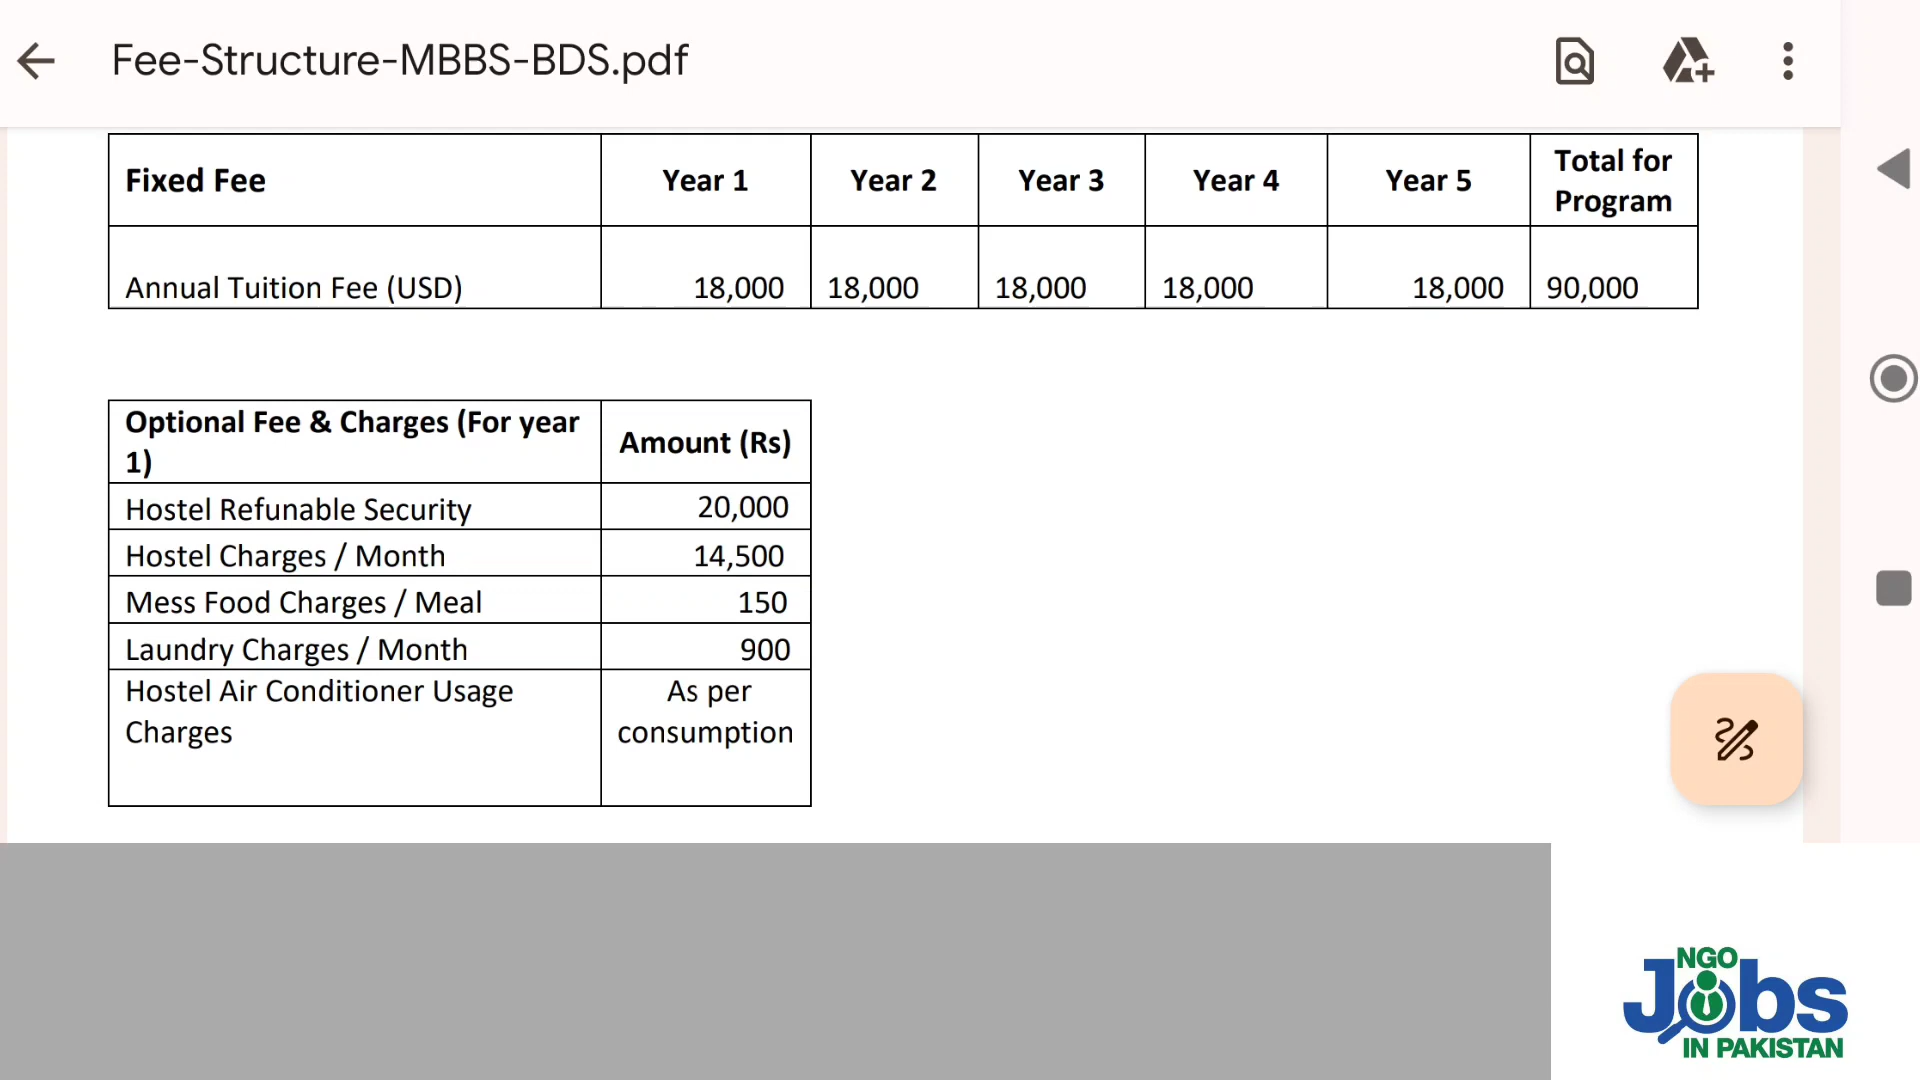 Fee-Structure-MBBS-BDS.pdf
Fixed Fee Year 1 Year 2 Year 3 Year 4 Year 5 Total for Program
Annual Tuition Fee (USD) 18,000 18,000 18,000 18,000 18,000 90,000
Optional Fee & Charges (For year 1) Amount (Rs)
Hostel Refunable Security 20,000
Hostel Charges / Month 14,500
Mess Food Charges / Meal 150
Laundry Charges / Month 900
Hostel Air Conditioner Usage Charges As per consumption
NGO
Jobs
IN PAKISTAN